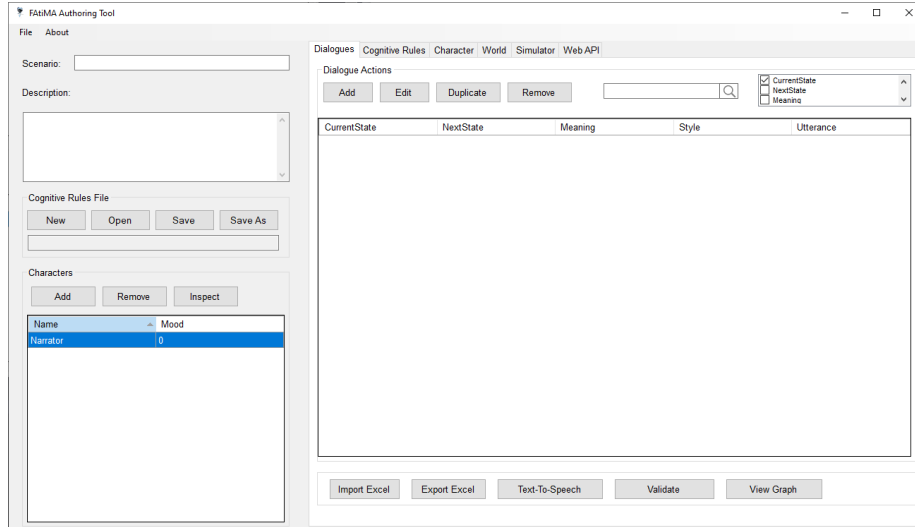 FAtiMA Authoring Tool
File About
Scenario:
Description:
Cognitive Rules File
New Open Save Save As
Characters
Add Remove Inspect
Name Mood
Narrator 0
Dialogues Cognitive Rules Character World Simulator Web API
Dialogue Actions
Add Edit Duplicate Remove
CurrentState
NextState
Meaning
CurrentState NextState Meaning Style Utterance
Import Excel Export Excel Text-To-Speech Validate View Graph